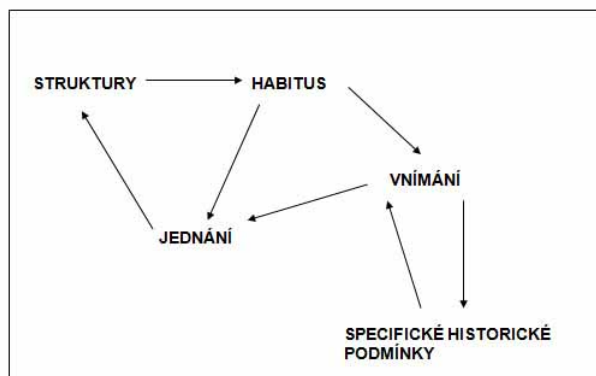 STRUKTURY
HABITUS
VNÍMÁNÍ
JEDNÁNÍ
SPECIFICKÉ HISTORICKÉ
PODMÍNKY